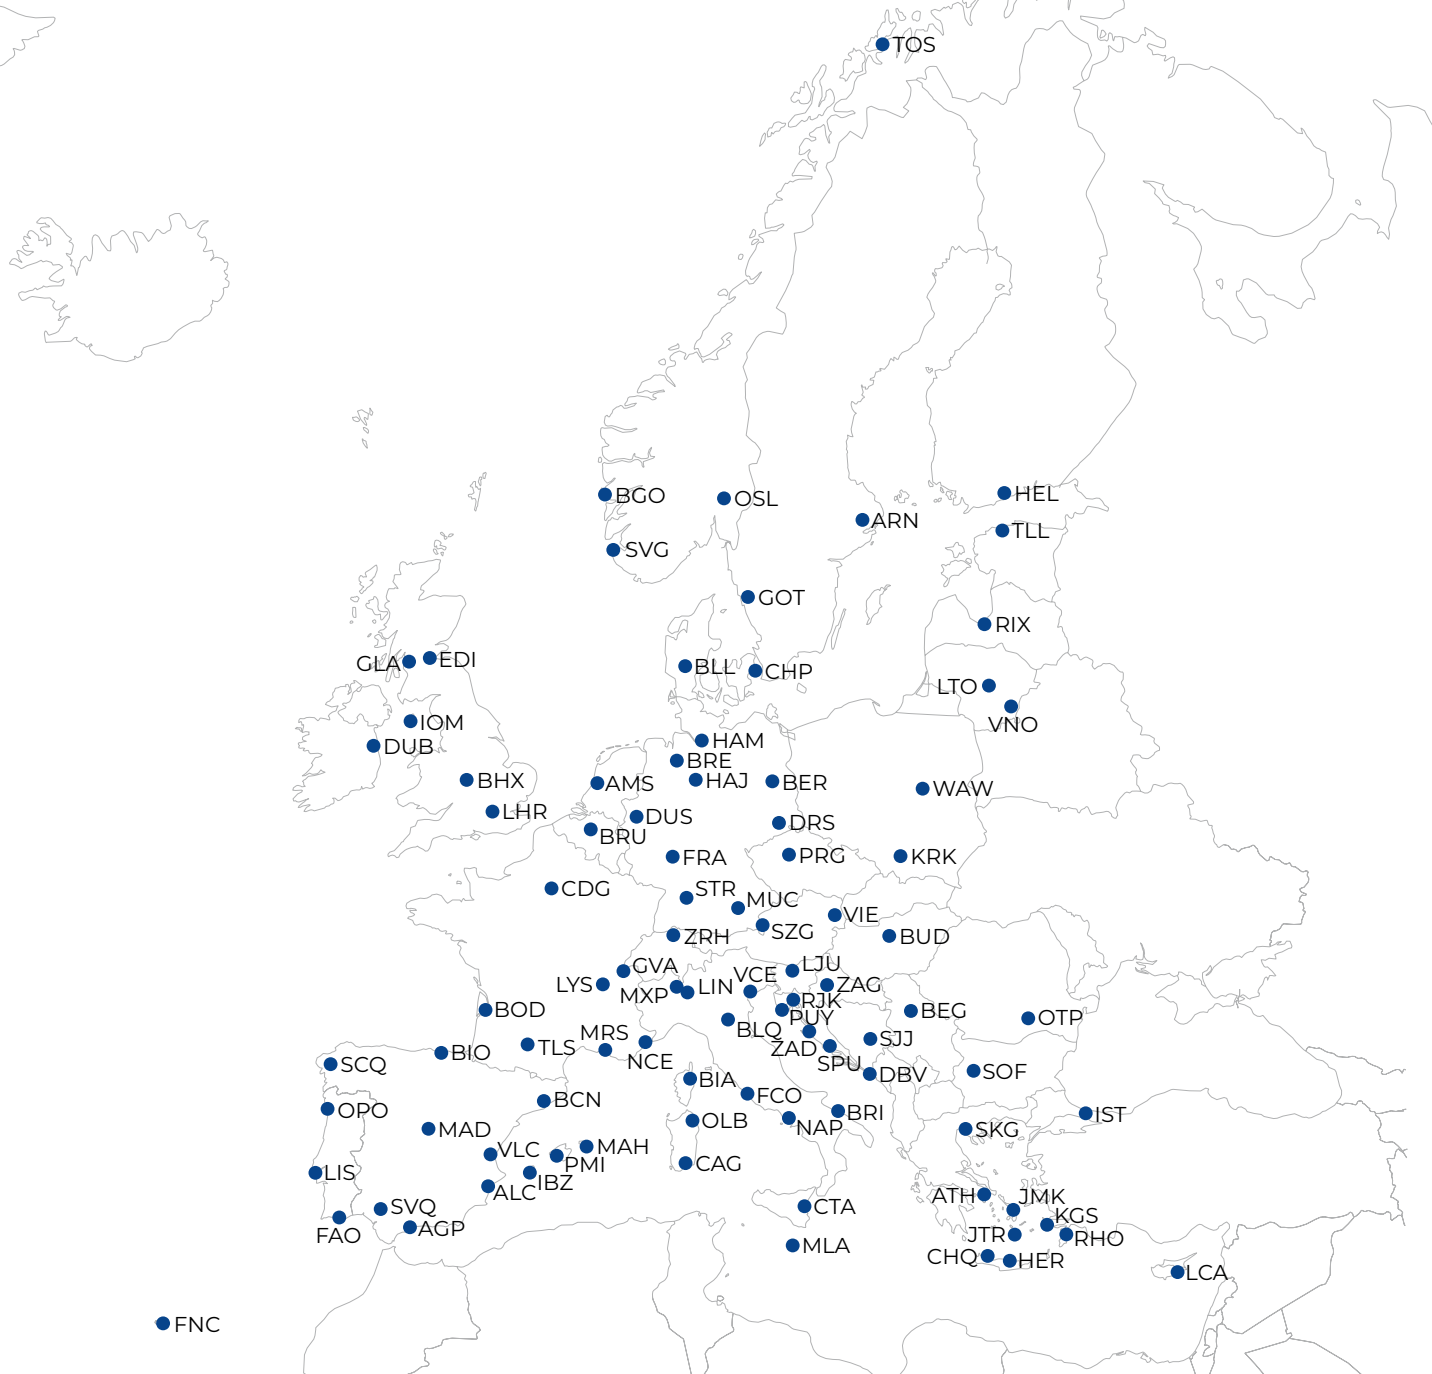 TOS
BGO
OSL
HEL
ARN
TLL
SVG
GOT
RIX
GLA
EDI
BLL
CHP
LTO
IOM
VNO
DUB
HAM
BRE
BHX
AMS
HAJ
BER
WAW
LHR
DUS
DRS
BRU
FRA
PRG
KRK
CDG
STR
MUC
VIE
SZG
ZRH
BUD
GVA
LJU
VCE
LYS
LIN
ZAG
MXP
RJK
BOD
BEG
PUY
OTP
BLQ
MRS
SJJ
TLS
ZAD
BIO
NCE
SPU
SCQ
SOF
DBV
BIA
FCO
BCN
OPO
BRI
IST
OLB
NAP
MAD
SKG
MAH
VLC
PMI
CAG
LIS
IBZ
ALC
ATH
JMK
SVQ
CTA
KGS
AGP
FAO
JTR
RHO
MLA
CHQ
HER
LCA
FNC